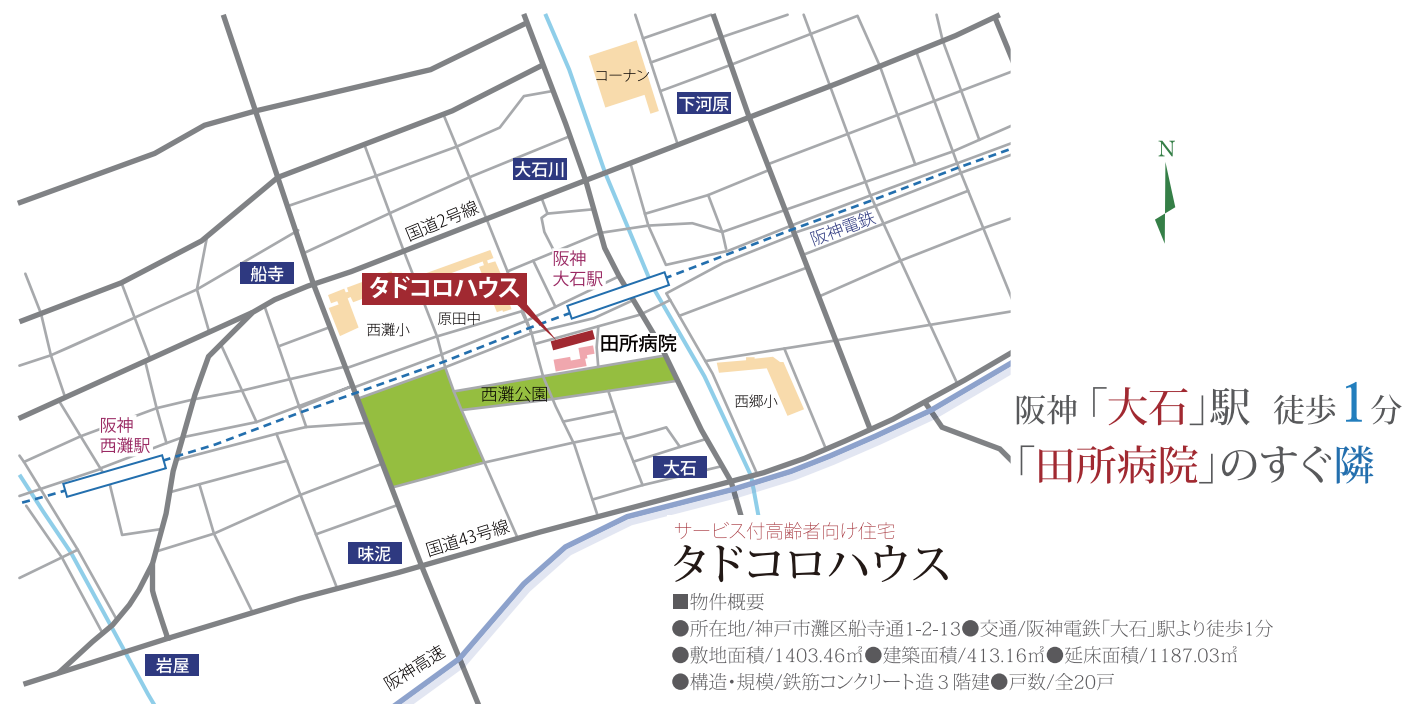 コーナン
下河原
N
大石川
国道2号線
阪神電鉄
船寺
阪神
大石駅
タドコロハウス
原田中
西灘小
田所病院
西灘公園
西郷小
阪神「大石」駅 徒歩1分
「田所病院」のすぐ隣
阪神
西灘駅
大石
サービス付高齢者向け住宅
タドコロハウス
国道43号線
味泥
■物件概要
●所在地/神戸市灘区船寺通1-2-13●交通/阪神電鉄「大石」駅より徒歩1分
●敷地面積/1403.46㎡●建築面積/413.16㎡●延床面積/1187.03㎡
●構造・規模/鉄筋コンクリート造3階建●戸数/全20戸
岩屋
阪神高速